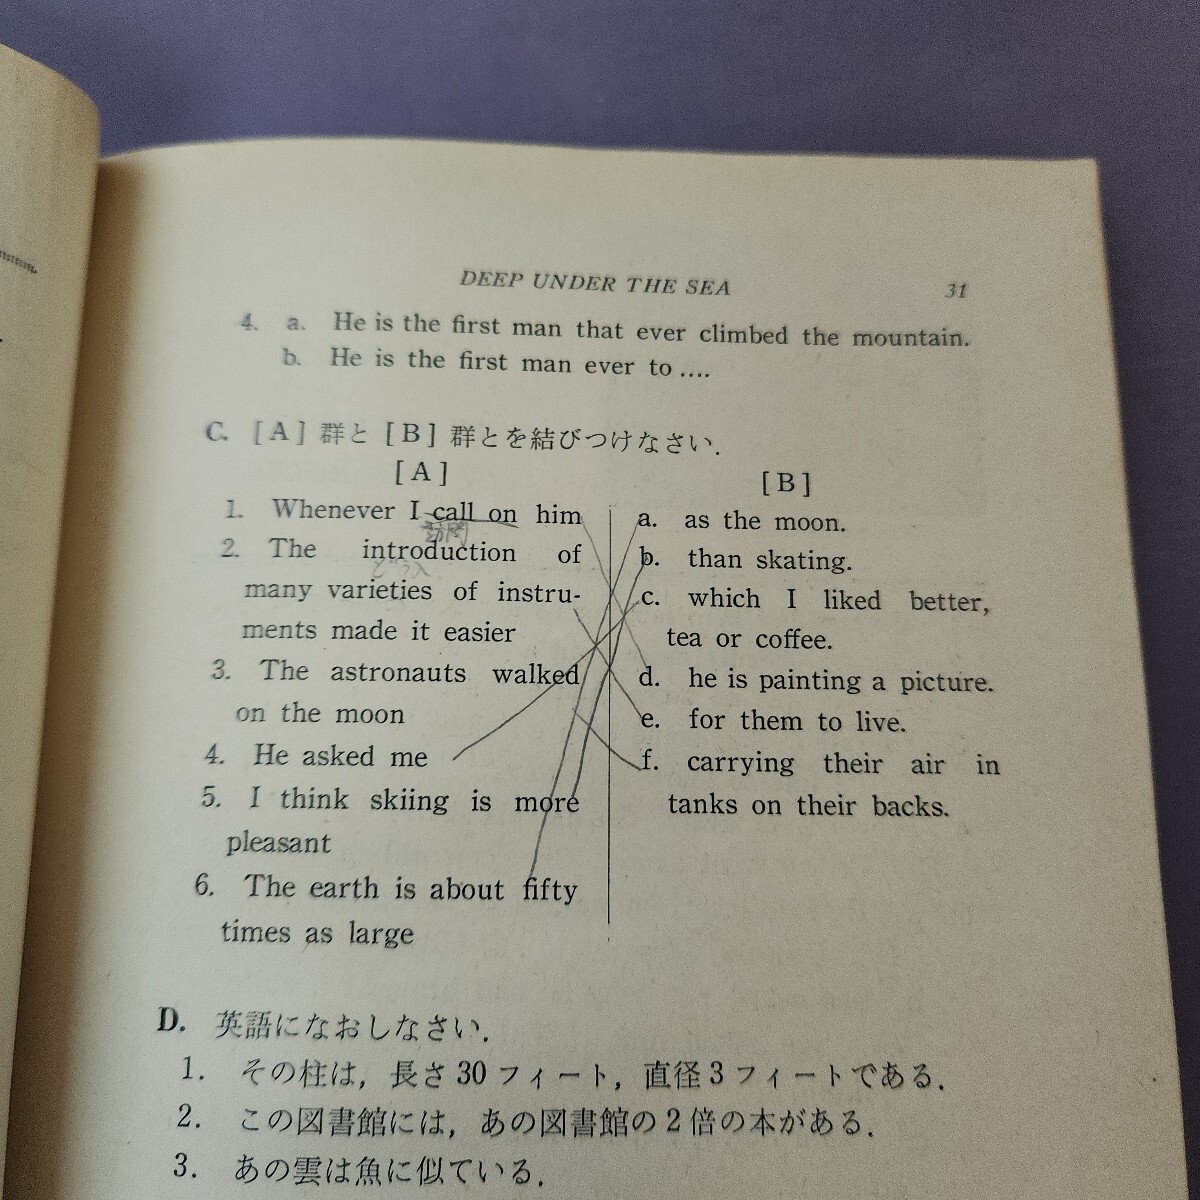 DEEP UNDER THE SEA 31
4. a. He is the first man that ever climbed the mountain.
b. He is the first man ever to ....
C. [A] 群と [B] 群とを結びつけなさい.
[A]
1. Whenever I call on him
訪問
2. The introduction of
many varieties of instru-
ments made it easier
3. The astronauts walked
on the moon
4. He asked me
5. I think skiing is more
pleasant
6. The earth is about fifty
times as large
[B]
a. as the moon.
b. than skating.
c. which I liked better,
tea or coffee.
d. he is painting a picture.
e. for them to live.
f. carrying their air in
tanks on their backs.
D. 英語になおしなさい.
1. その柱は, 長さ 30 フィート, 直径 3 フィートである.
2. この図書館には, あの図書館の 2 倍の本がある.
3. あの雲は魚に似ている.